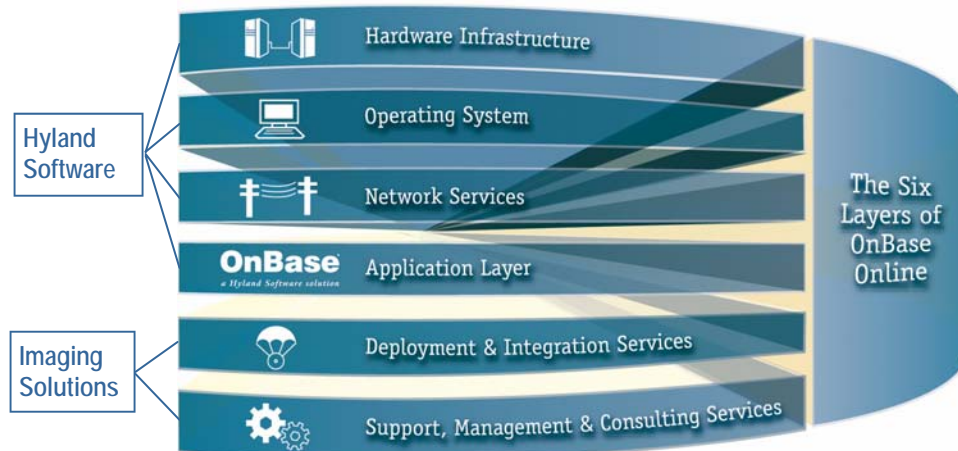 Hyland
Software
Imaging
Solutions
Hardware Infrastructure
Operating System
Network Services
OnBase®
a Hyland Software solution
Application Layer
Deployment & Integration Services
Support, Management & Consulting Services
The Six
Layers of
OnBase
Online